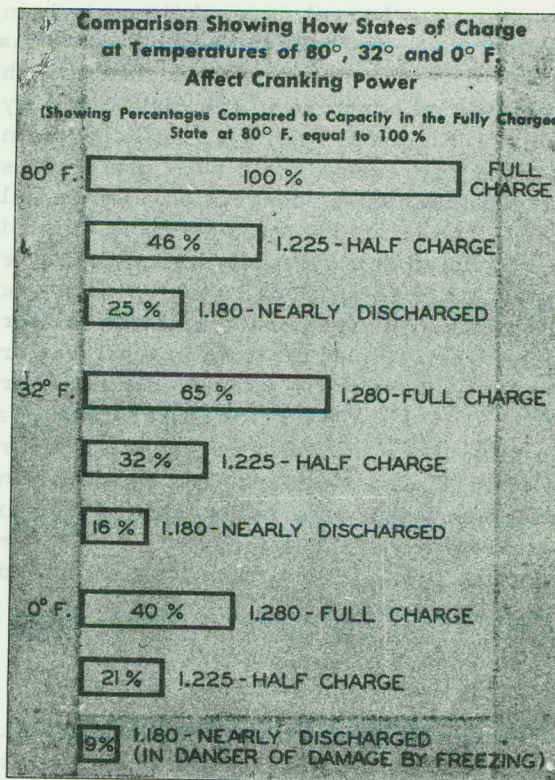 Comparison Showing How States of Charge
at Temperatures of 80°, 32° and 0° F.
Affect Cranking Power
(Showing Percentages Compared to Capacity in the Fully Charged
State at 80° F. equal to 100%
80° F. 100 % FULL CHARGE
46 % 1.225-HALF CHARGE
25 % 1.180-NEARLY DISCHARGED
32° F. 65 % 1.280-FULL CHARGE
32 % 1.225-HALF CHARGE
16 % 1.180-NEARLY DISCHARGED
0° F. 40 % 1.280-FULL CHARGE
21 % 1.225-HALF CHARGE
9% 1.180-NEARLY DISCHARGED
(IN DANGER OF DAMAGE BY FREEZING)